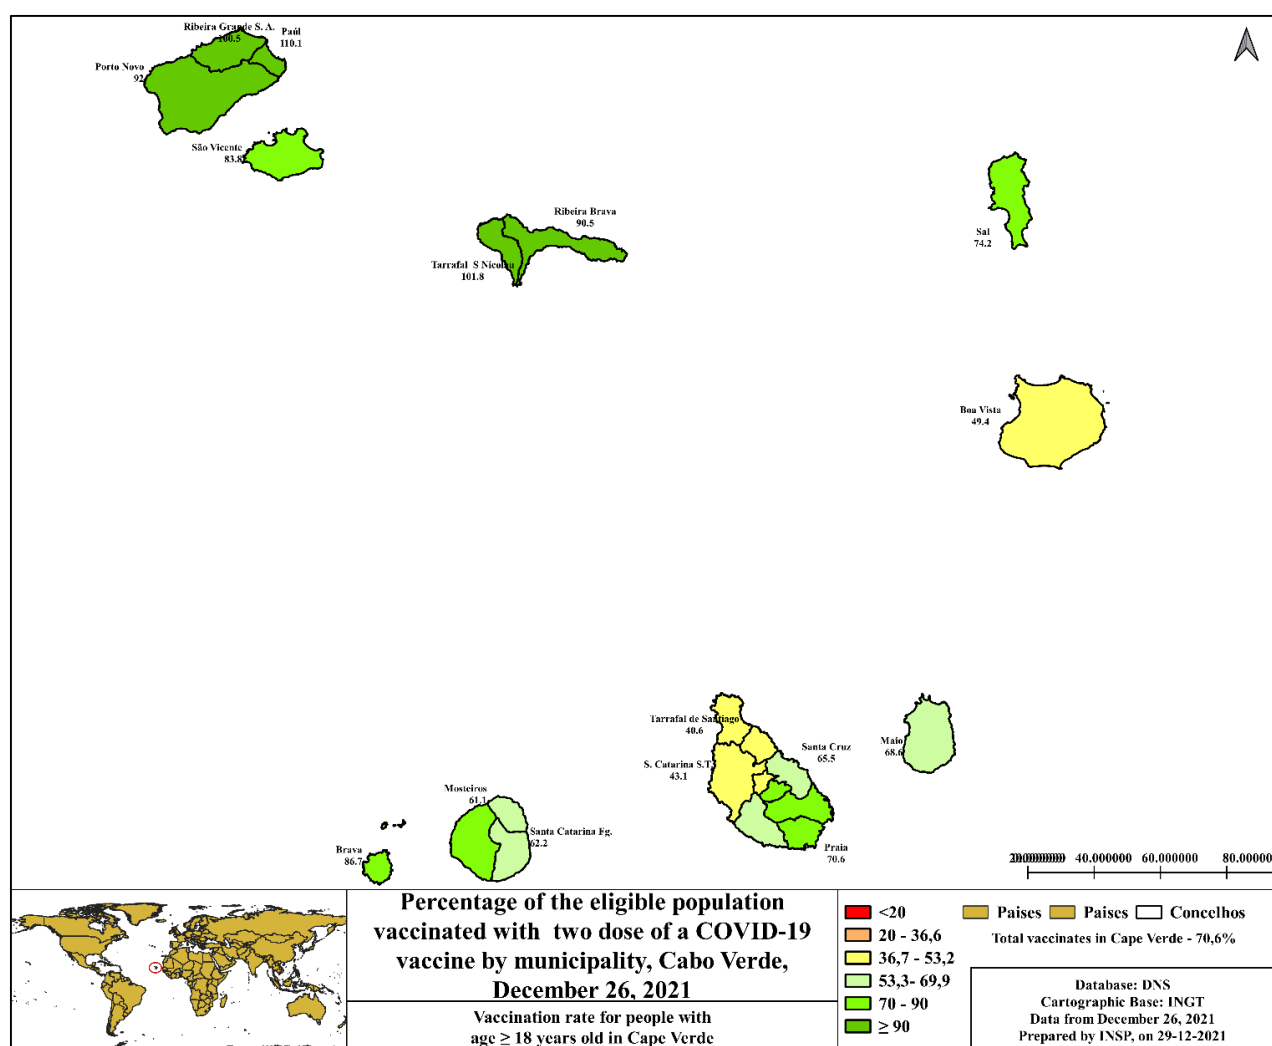 Ribeira Grande S. A.
100.5
Paúl
110.1
Porto Novo
92
São Vicente
83.8
Ribeira Brava
90.5
Tarrafal S Nicolau
101.8
Sal
74.2
Boa Vista
49.4
Tarrafal de Santiago
40.6
S. Catarina S.T.
43.1
Santa Cruz
65.5
Maio
68.6
Mosteiros
61.1
Santa Catarina Fg.
62.2
Brava
86.7
Praia
70.6
40.000000 60.000000 80.000000
Percentage of the eligible population
vaccinated with two dose of a COVID-19
vaccine by municipality, Cabo Verde,
December 26, 2021
Vaccination rate for people with
age ≥ 18 years old in Cape Verde
<20
20 - 36,6
36,7 - 53,2
53,3- 69,9
70 - 90
≥ 90
Paises Paises Concelhos
Total vaccinates in Cape Verde - 70,6%
Database: DNS
Cartographic Base: INGT
Data from December 26, 2021
Prepared by INSP, on 29-12-2021